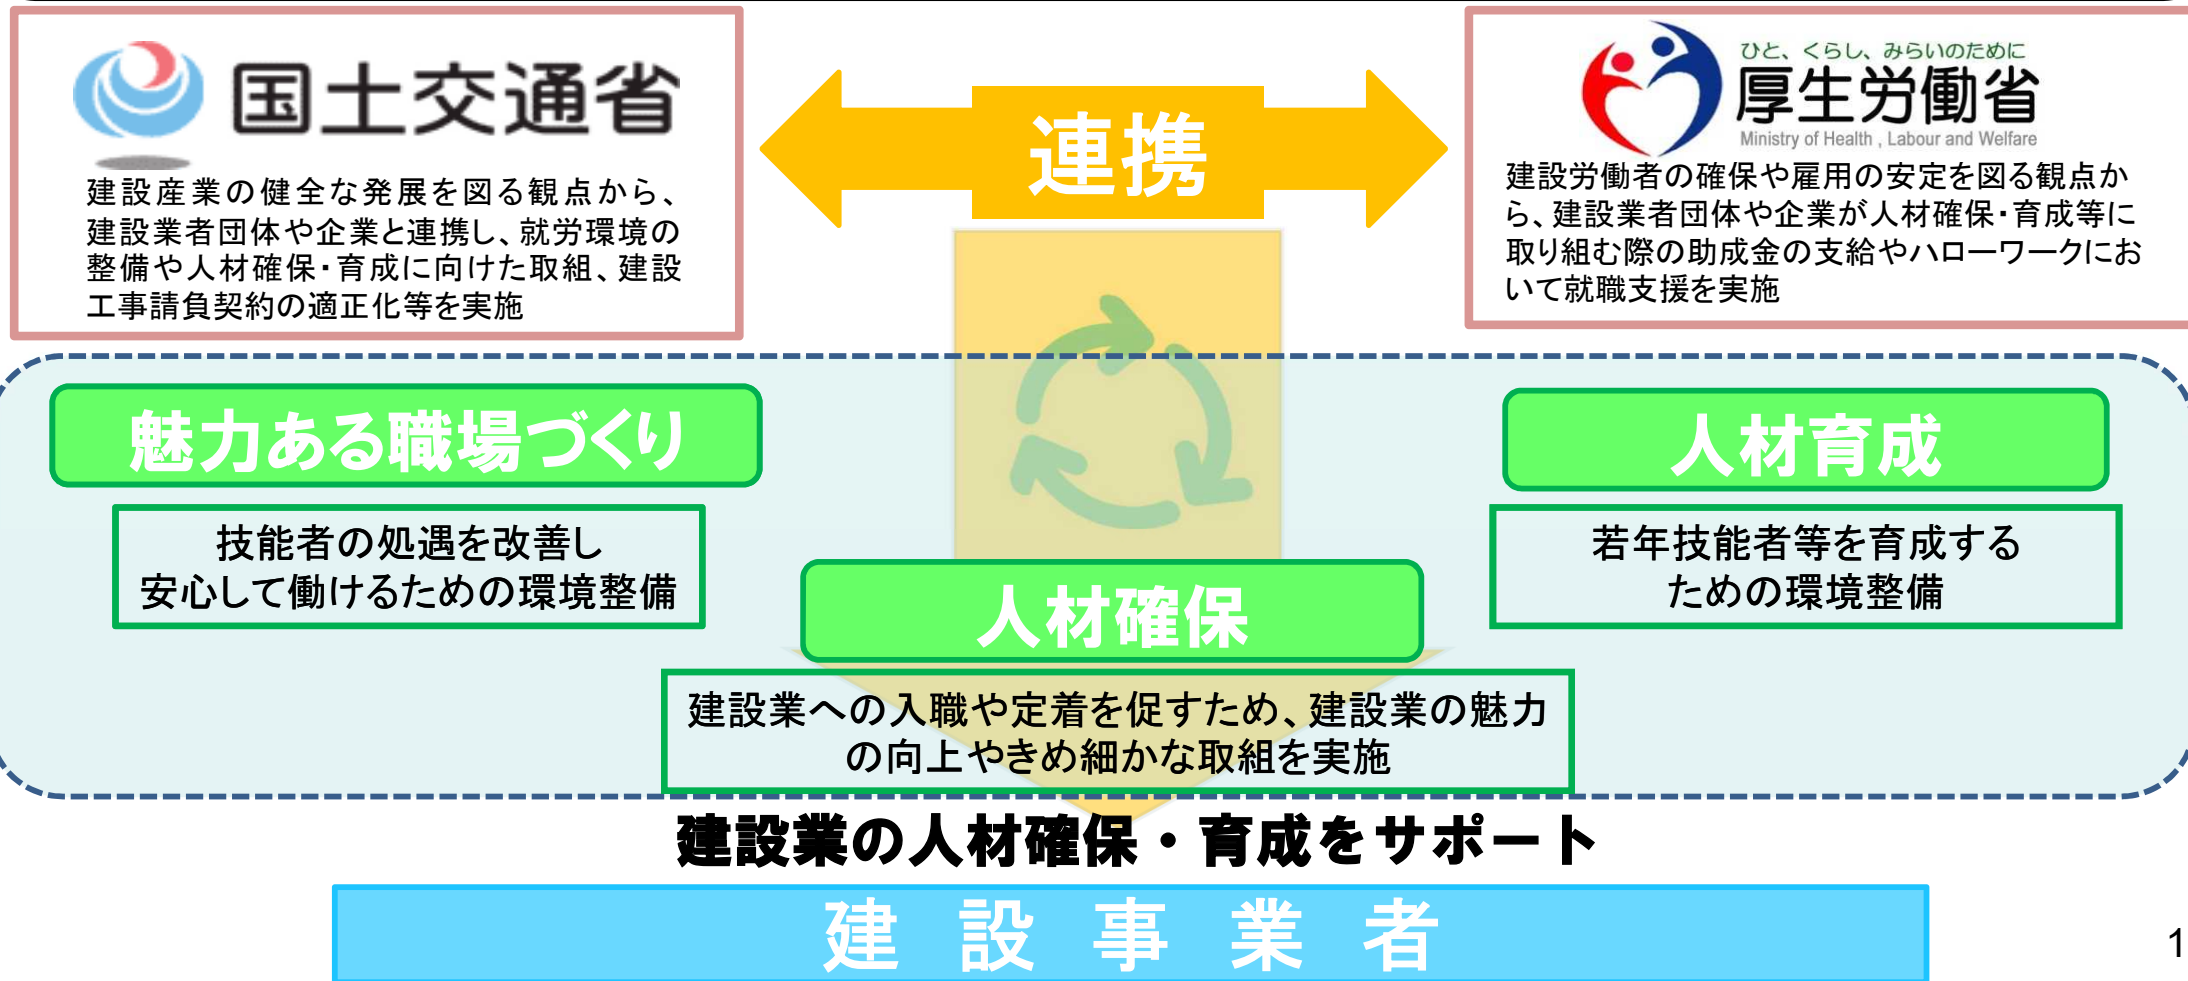 国土交通省
建設産業の健全な発展を図る観点から、
建設業者団体や企業と連携し、就労環境の
整備や人材確保・育成に向けた取組、建設
工事請負契約の適正化等を実施
連携
ひと、くらし、みらいのために
厚生労働省
Ministry of Health , Labour and Welfare
建設労働者の確保や雇用の安定を図る観点か
ら、建設業者団体や企業が人材確保・育成等に
取り組む際の助成金の支給やハローワークにお
いて就職支援を実施
魅力ある職場づくり
技能者の処遇を改善し
安心して働けるための環境整備
人材育成
若年技能者等を育成する
ための環境整備
人材確保
建設業への入職や定着を促すため、建設業の魅力
の向上やきめ細かな取組を実施
建設業の人材確保・育成をサポート
建設事業者
1